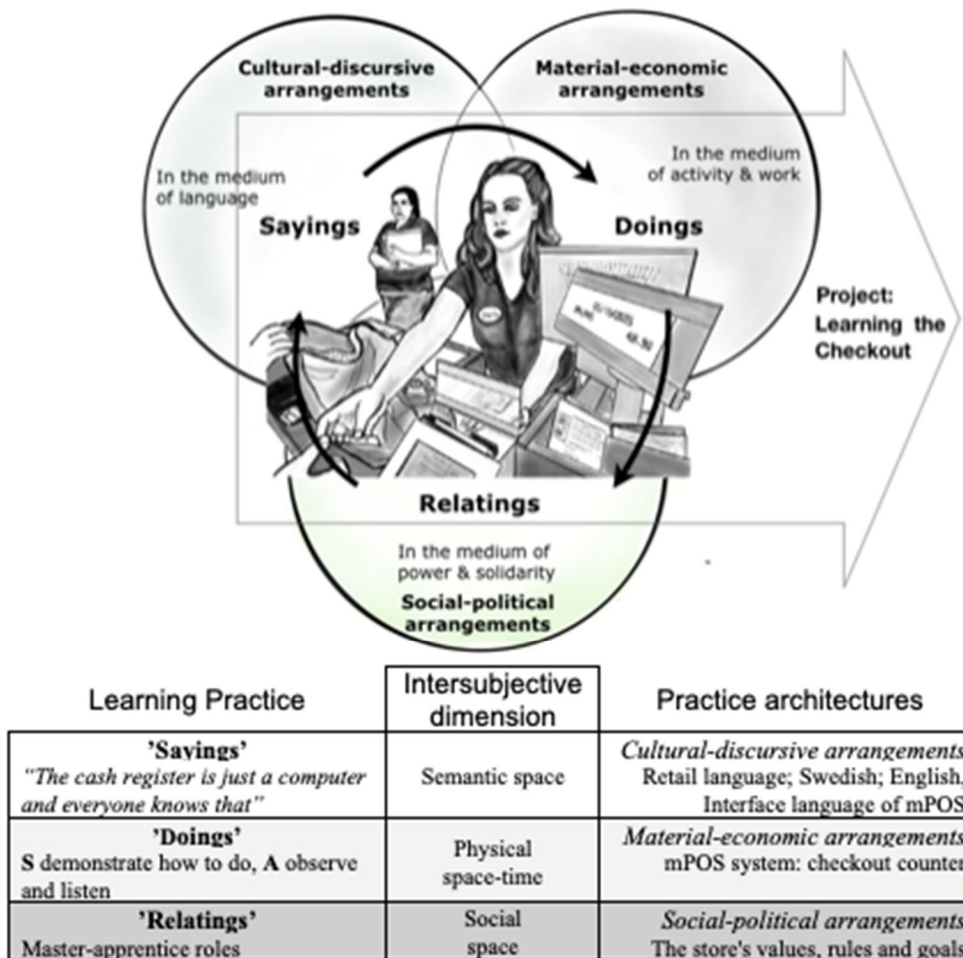 Cultural-discursive
arrangements
Material-economic
arrangements
In the medium
of language
In the medium
of activity & work
Sayings
Doings
Project:
Learning the
Checkout
Relatings
In the medium of
power & solidarity
Social-political
arrangements
Learning Practice
Intersubjective
dimension
Practice architectures
'Sayings'
"The cash register is just a computer
and everyone knows that"
Semantic space
Cultural-discursive arrangements
Retail language; Swedish; English,
Interface language of mPOS
'Doings'
S demonstrate how to do, A observe
and listen
Physical
space-time
Material-economic arrangements
mPOS system: checkout counter
'Relatings'
Master-apprentice roles
Social
space
Social-political arrangements
The store's values, rules and goals